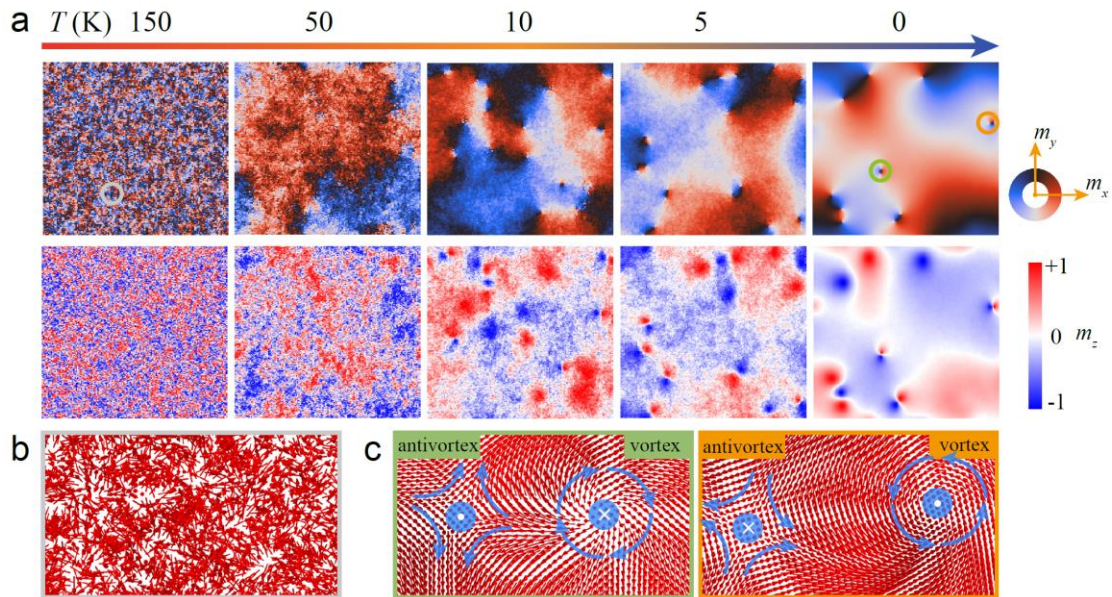 a
T (K) 150 50 10 5 0
m_y
m_x
+1
0 m_z
-1
b
c
antivortex vortex antivortex vortex